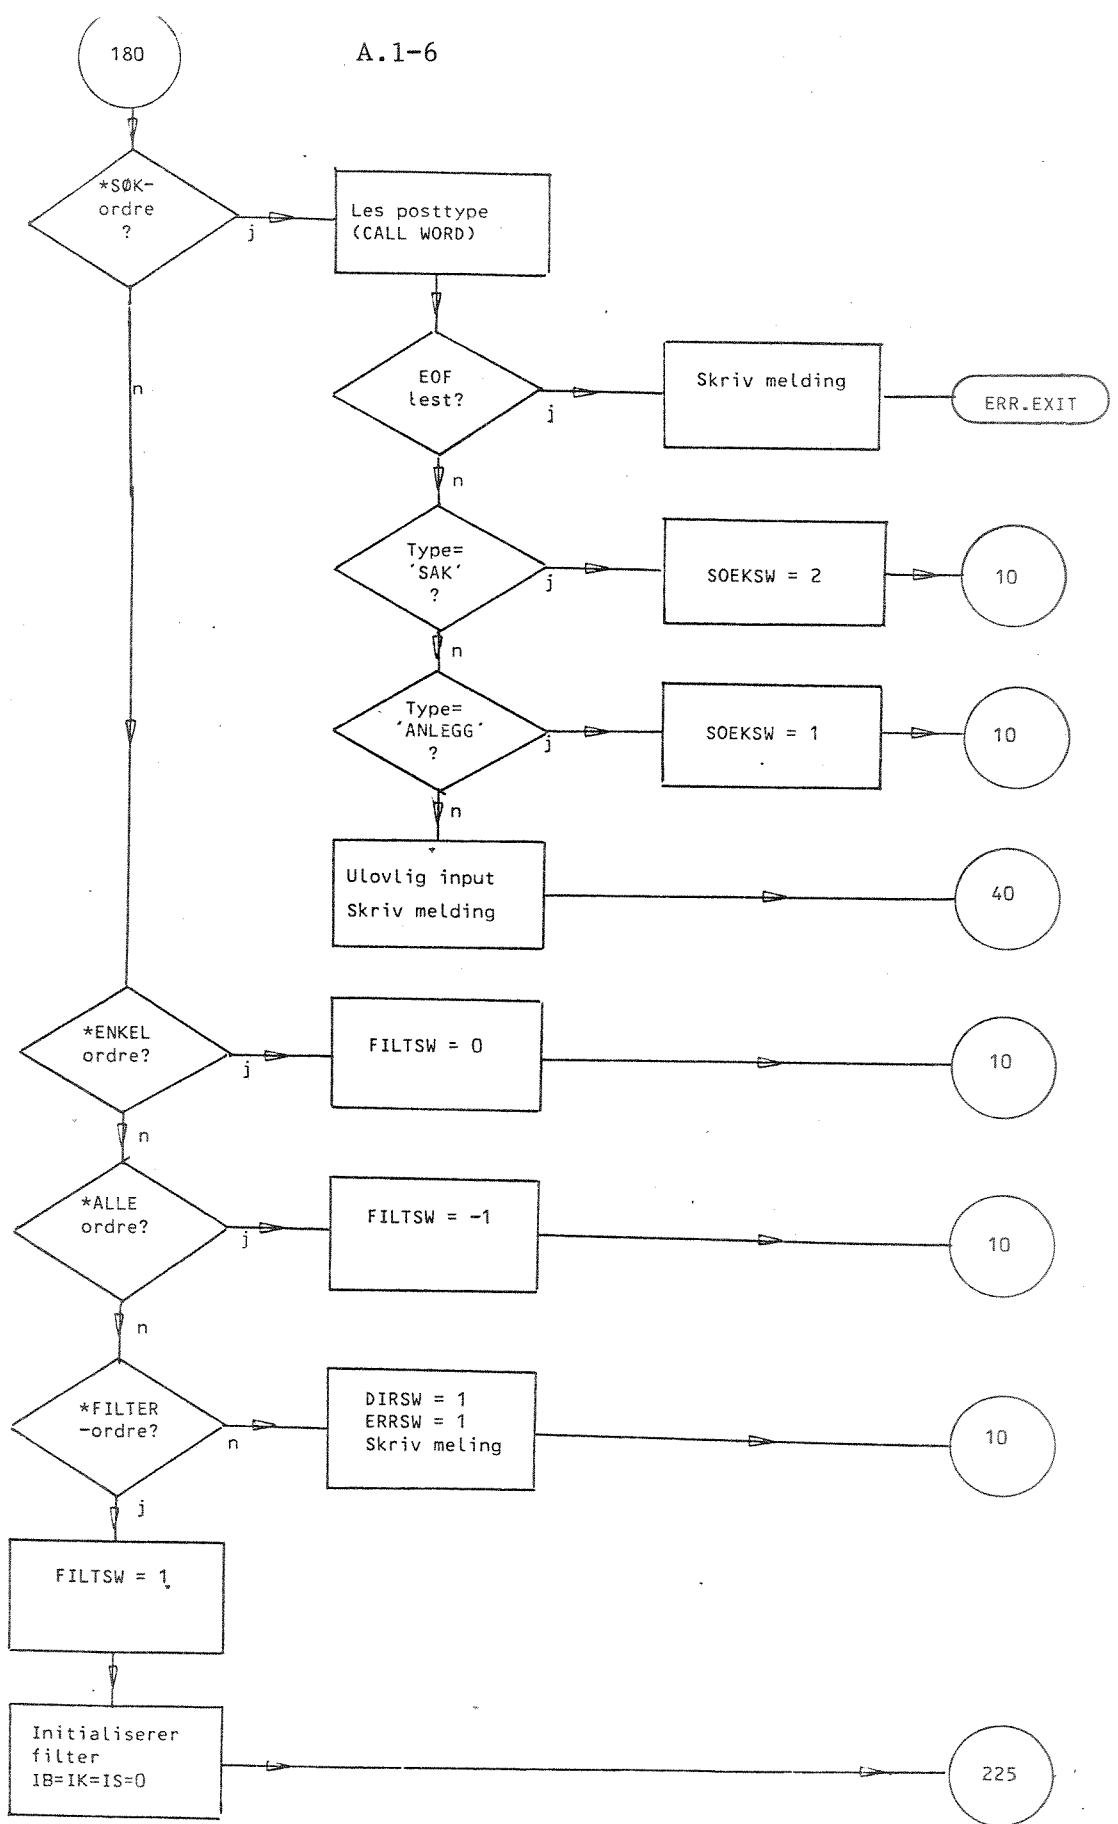 180
A.1-6
*SØK-
ordre
?
j
n
Les posttype
(CALL WORD)
EOF
lest?
j
n
Skriv melding
ERR.EXIT
Type=
'SAK'
?
j
n
SOEKSW = 2
10
Type=
'ANLEGG'
?
j
n
SOEKSW = 1
10
Ulovlig input
Skriv melding
40
*ENKEL
ordre?
j
n
FILTSW = 0
10
*ALLE
ordre?
j
n
FILTSW = -1
10
*FILTER
-ordre?
n
j
DIRSW = 1
ERRSW = 1
Skriv meling
10
FILTSW = 1
Initialiserer
filter
IB=IK=IS=0
225